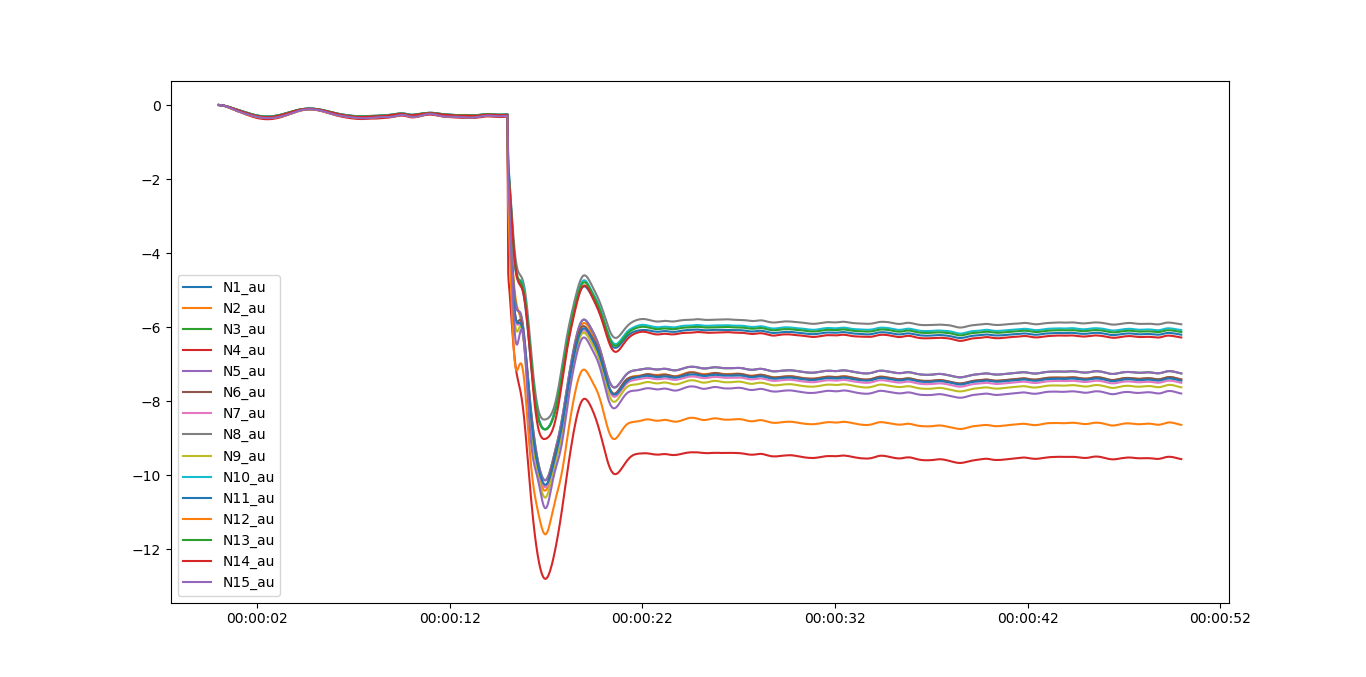 0
−2
−4
−6
−8
−10
−12
N1_au
N2_au
N3_au
N4_au
N5_au
N6_au
N7_au
N8_au
N9_au
N10_au
N11_au
N12_au
N13_au
N14_au
N15_au
00:00:02
00:00:12
00:00:22
00:00:32
00:00:42
00:00:52